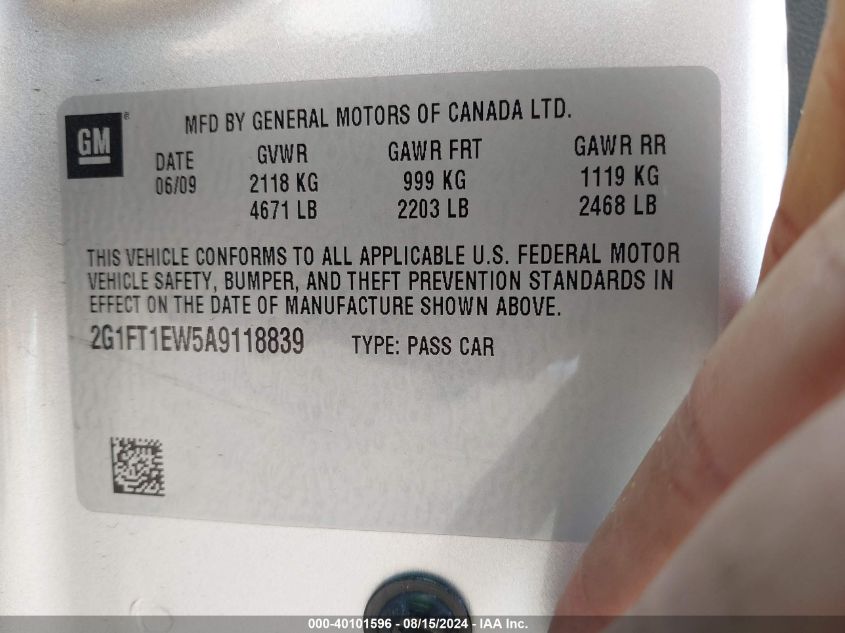 GM ®
MFD BY GENERAL MOTORS OF CANADA LTD.
DATE GVWR GAWR FRT GAWR RR
06/09 2118 KG 999 KG 1119 KG
4671 LB 2203 LB 2468 LB
THIS VEHICLE CONFORMS TO ALL APPLICABLE U.S. FEDERAL MOTOR
VEHICLE SAFETY, BUMPER, AND THEFT PREVENTION STANDARDS IN
EFFECT ON THE DATE OF MANUFACTURE SHOWN ABOVE.
2G1FT1EW5A9118839 TYPE: PASS CAR
000-40101596 - 08/15/2024 - IAA Inc.